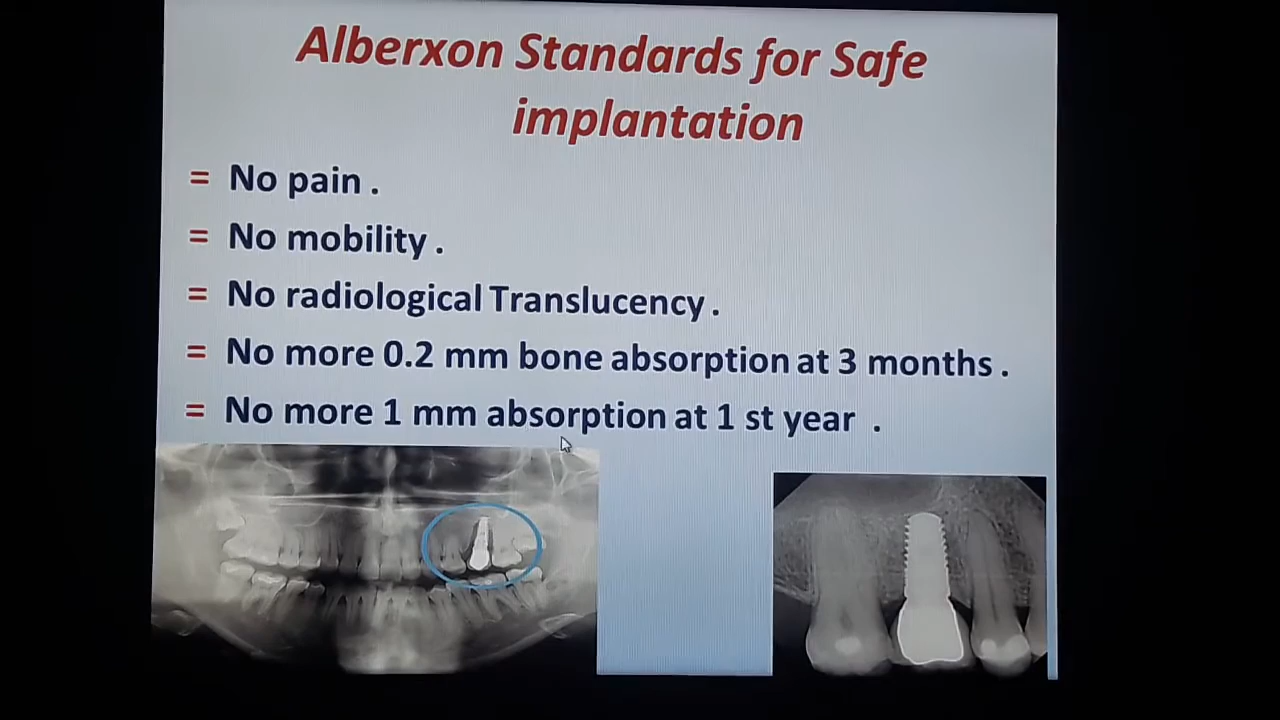 Alberxon Standards for Safe
implantation
= No pain .
= No mobility .
= No radiological Translucency .
= No more 0.2 mm bone absorption at 3 months .
= No more 1 mm absorption at 1 st year .